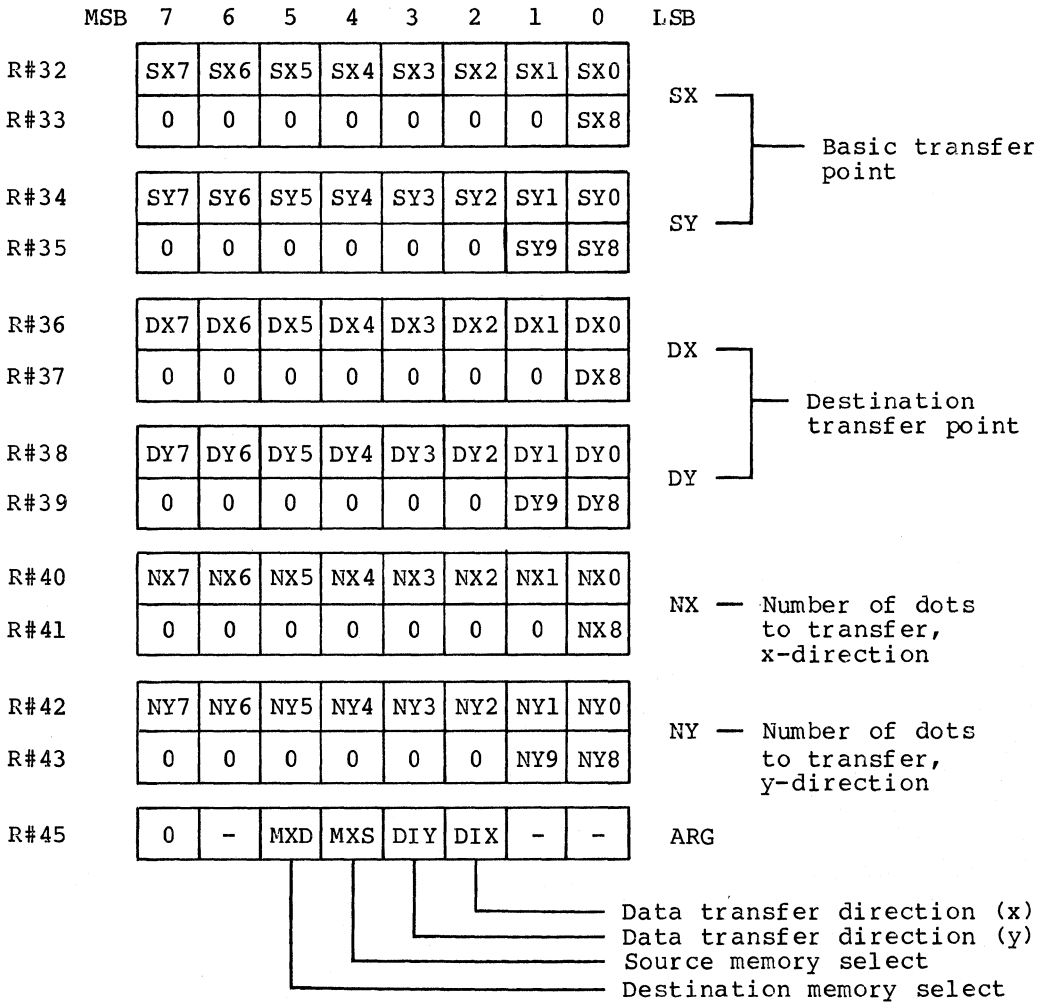 MSB 7 6 5 4 3 2 1 0 LSB
R#32 SX7 SX6 SX5 SX4 SX3 SX2 SX1 SX0
SX
R#33 0 0 0 0 0 0 0 SX8
Basic transfer
point
R#34 SY7 SY6 SY5 SY4 SY3 SY2 SY1 SY0
SY
R#35 0 0 0 0 0 0 SY9 SY8
R#36 DX7 DX6 DX5 DX4 DX3 DX2 DX1 DX0
DX
R#37 0 0 0 0 0 0 0 DX8
Destination
transfer point
R#38 DY7 DY6 DY5 DY4 DY3 DY2 DY1 DY0
DY
R#39 0 0 0 0 0 0 DY9 DY8
R#40 NX7 NX6 NX5 NX4 NX3 NX2 NX1 NX0
NX — Number of dots
R#41 0 0 0 0 0 0 0 NX8
to transfer,
x-direction
R#42 NY7 NY6 NY5 NY4 NY3 NY2 NY1 NY0
NY — Number of dots
R#43 0 0 0 0 0 0 NY9 NY8
to transfer,
y-direction
R#45 0 - MXD MXS DIY DIX - - ARG
Data transfer direction (x)
Data transfer direction (y)
Source memory select
Destination memory select